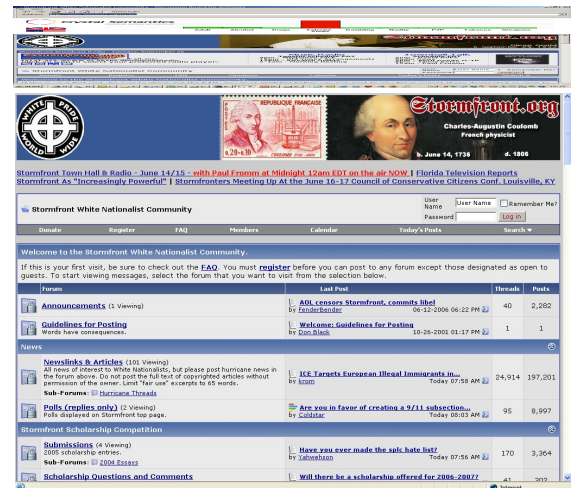 Crystal Semantics
WHITE PRIDE WORLD WIDE
REPUBLIQUE FRANÇAISE
POSTES
0.20+0.10
Stormfront.org
Charles-Augustin Coulomb
French physicist
b. June 14, 1736 d. 1806
Stormfront Town Hall & Radio - June 14/15 - with Paul Fromm at Midnight 12am EDT on the air NOW | Florida Television Reports
Stormfront As "Increasingly Powerful" | Stormfronters Meeting Up At the June 16-17 Council of Conservative Citizens Conf. Louisville, KY
Stormfront White Nationalist Community
User Name User Name Remember Me?
Password Log in
Donate Register FAQ Members Calendar Today's Posts Search
Welcome to the Stormfront White Nationalist Community.
If this is your first visit, be sure to check out the FAQ. You must register before you can post to any forum except those designated as open to
guests. To start viewing messages, select the forum that you want to visit from the selection below.
Forum Last Post Threads Posts
Announcements (1 Viewing)
AOL censors Stormfront, commits libel
by FenderBender 06-12-2006 06:22 PM
40 2,282
Guidelines for Posting
Words have consequences.
Welcome: Guidelines for Posting
by Don Black 10-26-2001 01:17 PM
1 1
News
Newslinks & Articles (101 Viewing)
All news of interest to White Nationalists, but please post hurricane news in
the forum above. Do not post the full text of copyrighted articles without
permission of the owner. Limit "fair use" excerpts to 65 words.
Sub-Forums: Hurricane Threads
ICE Targets European Illegal Immigrants in...
by krom Today 07:58 AM
24,914 197,201
Polls (replies only) (2 Viewing)
Polls displayed on Stormfront top page.
Are you in favor of creating a 9/11 subsection...
by Coldstar Today 08:03 AM
95 8,997
Stormfront Scholarship Competition
Submissions (4 Viewing)
2005 scholarship entries.
Sub-Forums: 2004 Essays
Have you ever made the splc hate list?
by Yahwehson Today 07:56 AM
170 3,364
Scholarship Questions and Comments
Will there be a scholarship offered for 2006-2007?
41 302
Internet